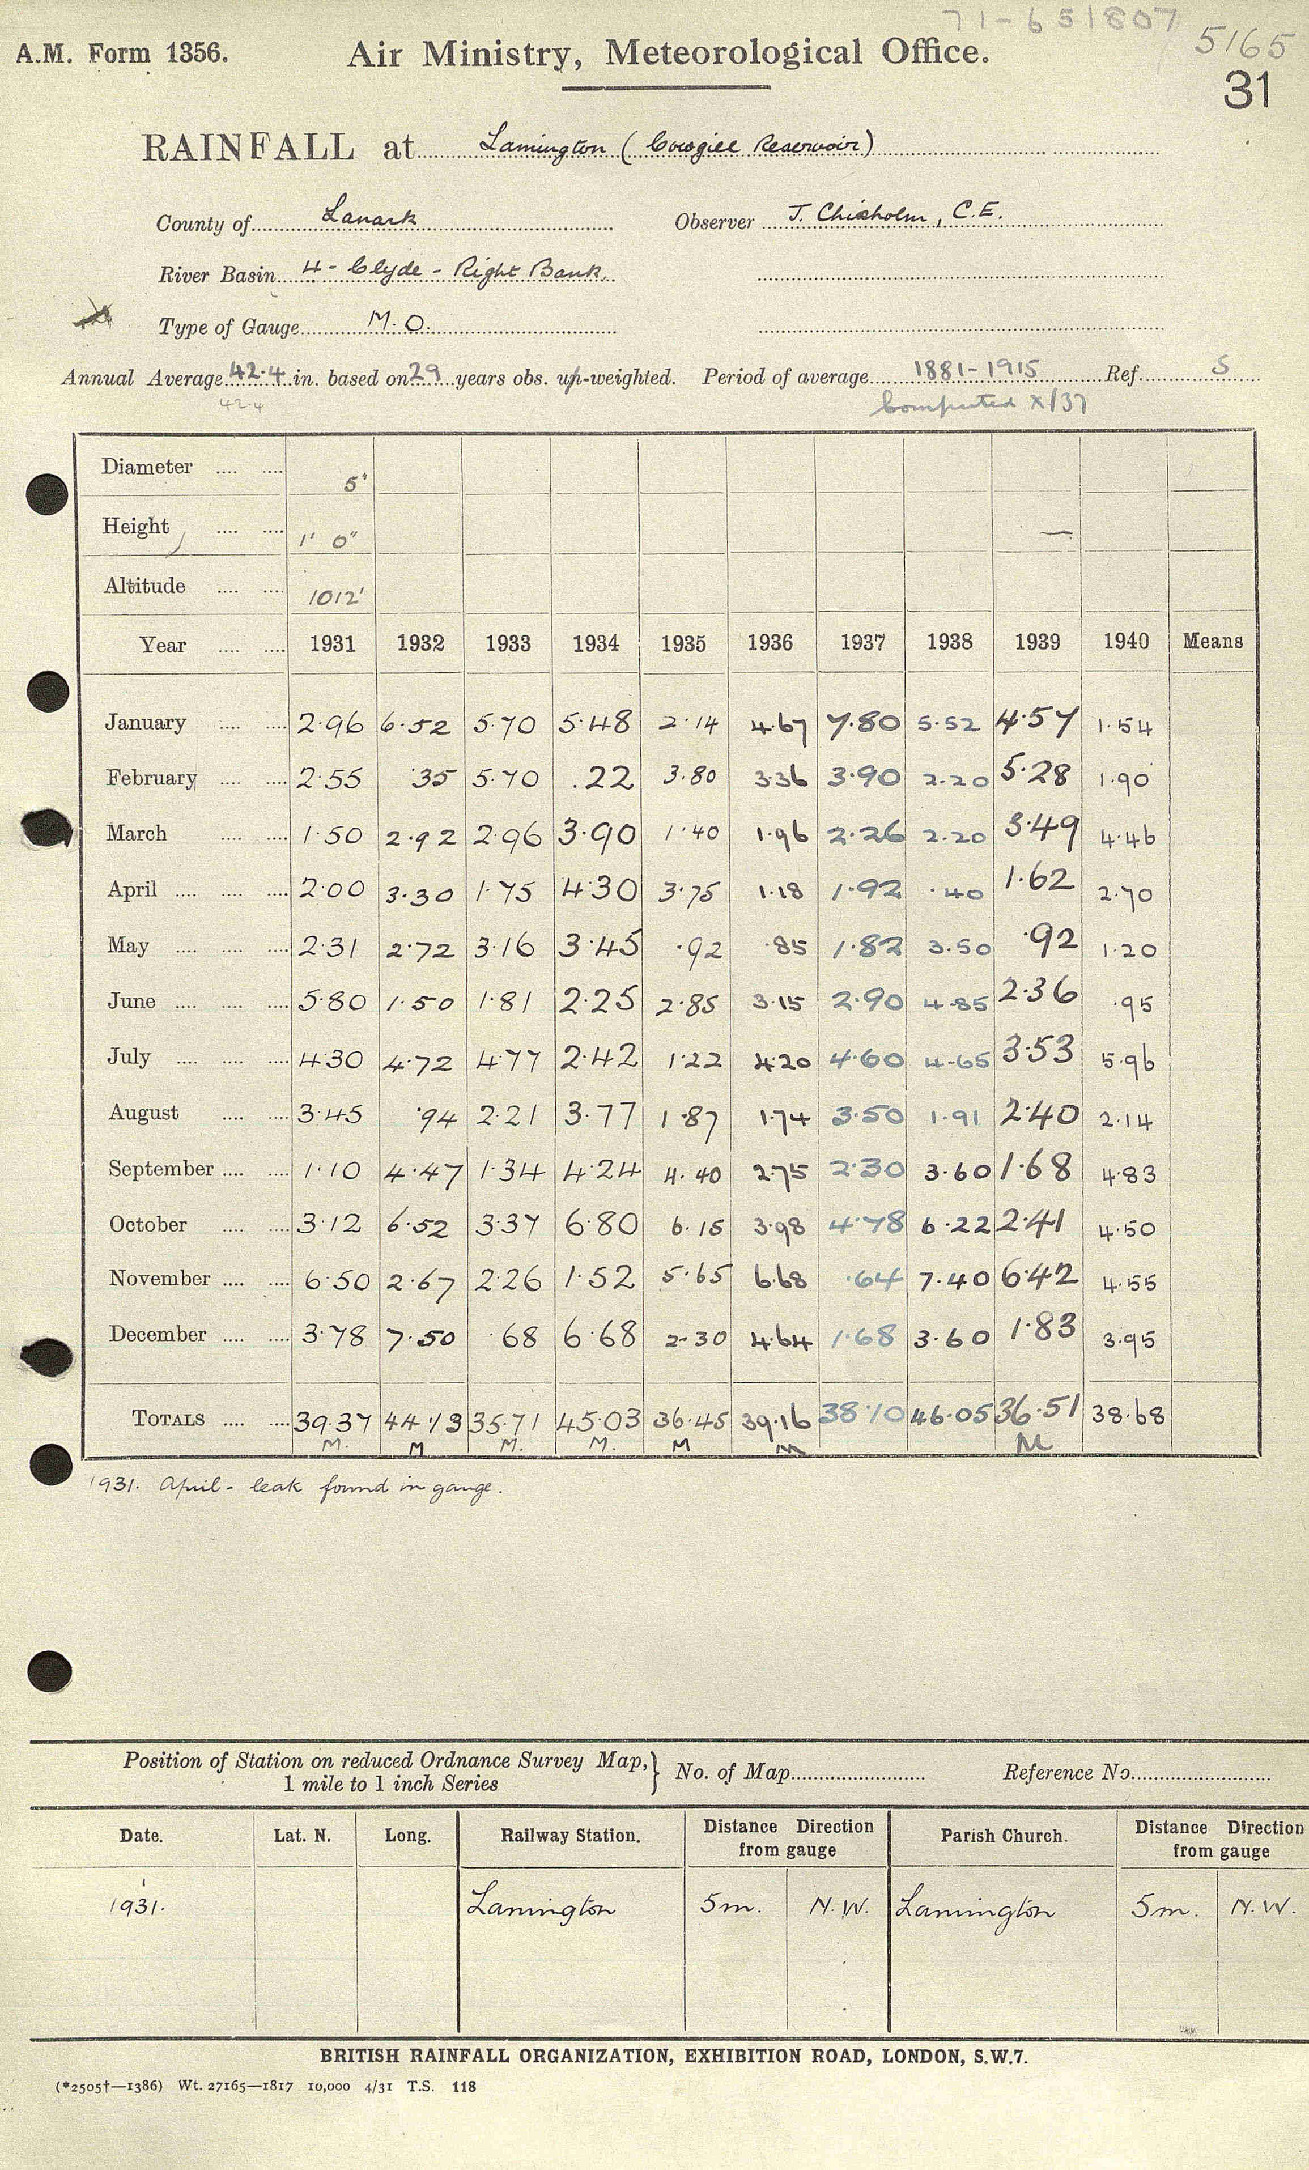 71-651807 5165
A.M. Form 1356. Air Ministry, Meteorological Office.
31
RAINFALL at Lamington (Cowgill Reservoir)
County of Lanark Observer J. Chisholm, C.E.
River Basin 4 - Clyde - Right Bank.
Type of Gauge M.O.
Annual Average 42.4 in. based on 29 years obs. un-weighted. Period of average 1881-1915 Ref. S
42.4 Computed X/37
Diameter .... .... 5"
Height .... .... 1' 0" —
Altitude .... .... 1012'
Year .... .... 1931 1932 1933 1934 1935 1936 1937 1938 1939 1940 Means
January .... .... 2.96 6.52 5.70 5.48 2.14 4.67 7.80 5.52 4.57 1.54
February .... .... 2.55 .35 5.70 .22 3.80 3.36 3.90 2.20 5.28 1.90
March .... .... 1.50 2.92 2.96 3.90 1.40 1.96 2.26 2.20 3.49 4.46
April .... .... .... 2.00 3.30 1.75 4.30 3.75 1.18 1.92 .40 1.62 2.70
May .... .... .... 2.31 2.72 3.16 3.45 .92 .85 1.82 3.50 .92 1.20
June .... .... .... 5.80 1.50 1.81 2.25 2.85 3.15 2.90 4.85 2.36 .95
July .... .... .... 4.30 4.72 4.77 2.42 1.22 4.20 4.60 4.65 3.53 5.96
August .... .... 3.45 .94 2.21 3.77 1.87 1.74 3.50 1.91 2.40 2.14
September .... .... 1.10 4.47 1.34 4.24 4.40 2.75 2.30 3.60 1.68 4.83
October .... .... 3.12 6.52 3.37 6.80 6.15 3.98 4.78 6.22 2.41 4.50
November .... .... 6.50 2.67 2.26 1.52 5.65 6.68 .64 7.40 6.42 4.55
December .... .... 3.78 7.50 .68 6.68 2.30 4.64 1.68 3.60 1.83 3.95
TOTALS .... .... 39.37 44.13 35.71 45.03 36.45 39.16 38.10 46.05 36.51 38.68
M. M M. M. M M M
1931. April - leak found in gauge.
Position of Station on reduced Ordnance Survey Map, } No. of Map Reference No.
1 mile to 1 inch Series
Date. Lat. N. Long. Railway Station. Distance Direction Parish Church. Distance Direction
from gauge from gauge
1931. Lamington 5m. N.W. Lamington 5m. N.W.
BRITISH RAINFALL ORGANIZATION, EXHIBITION ROAD, LONDON, S.W.7.
(*2505†—1386) Wt. 27165—1817 10,000 4/31 T.S. 118